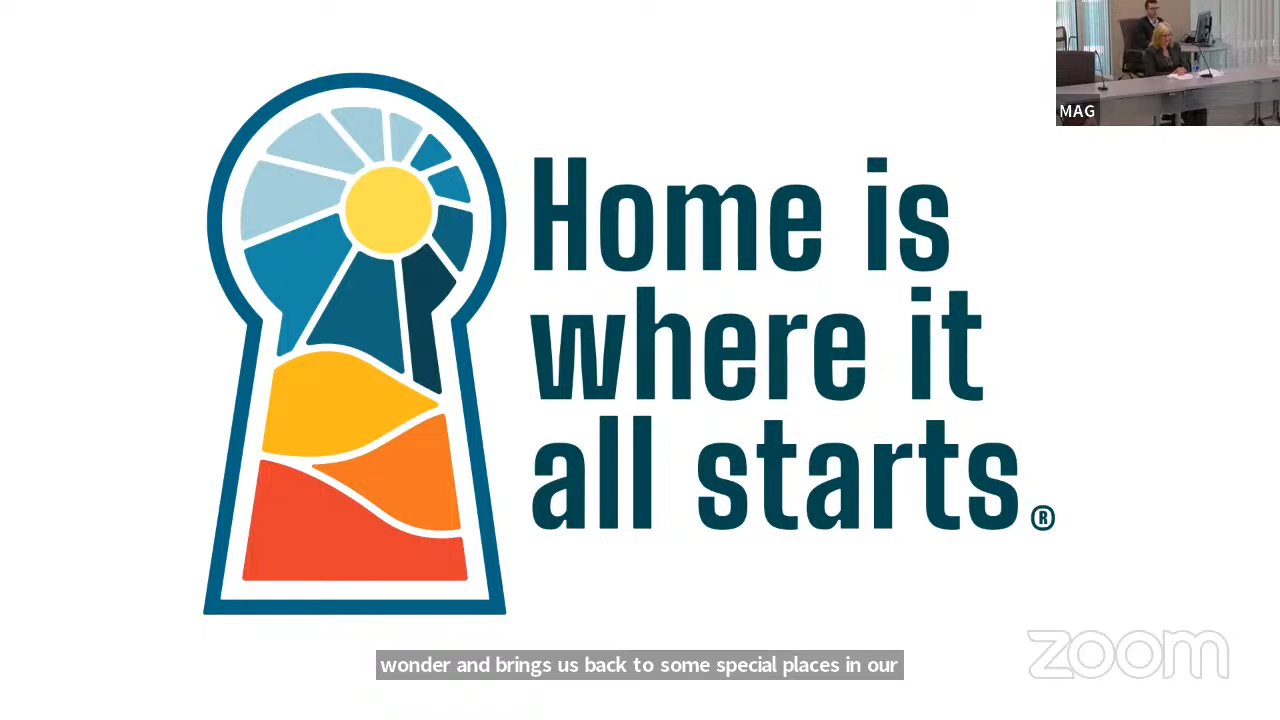 MAG
Home is
where it
all starts®
wonder and brings us back to some special places in our
zoom